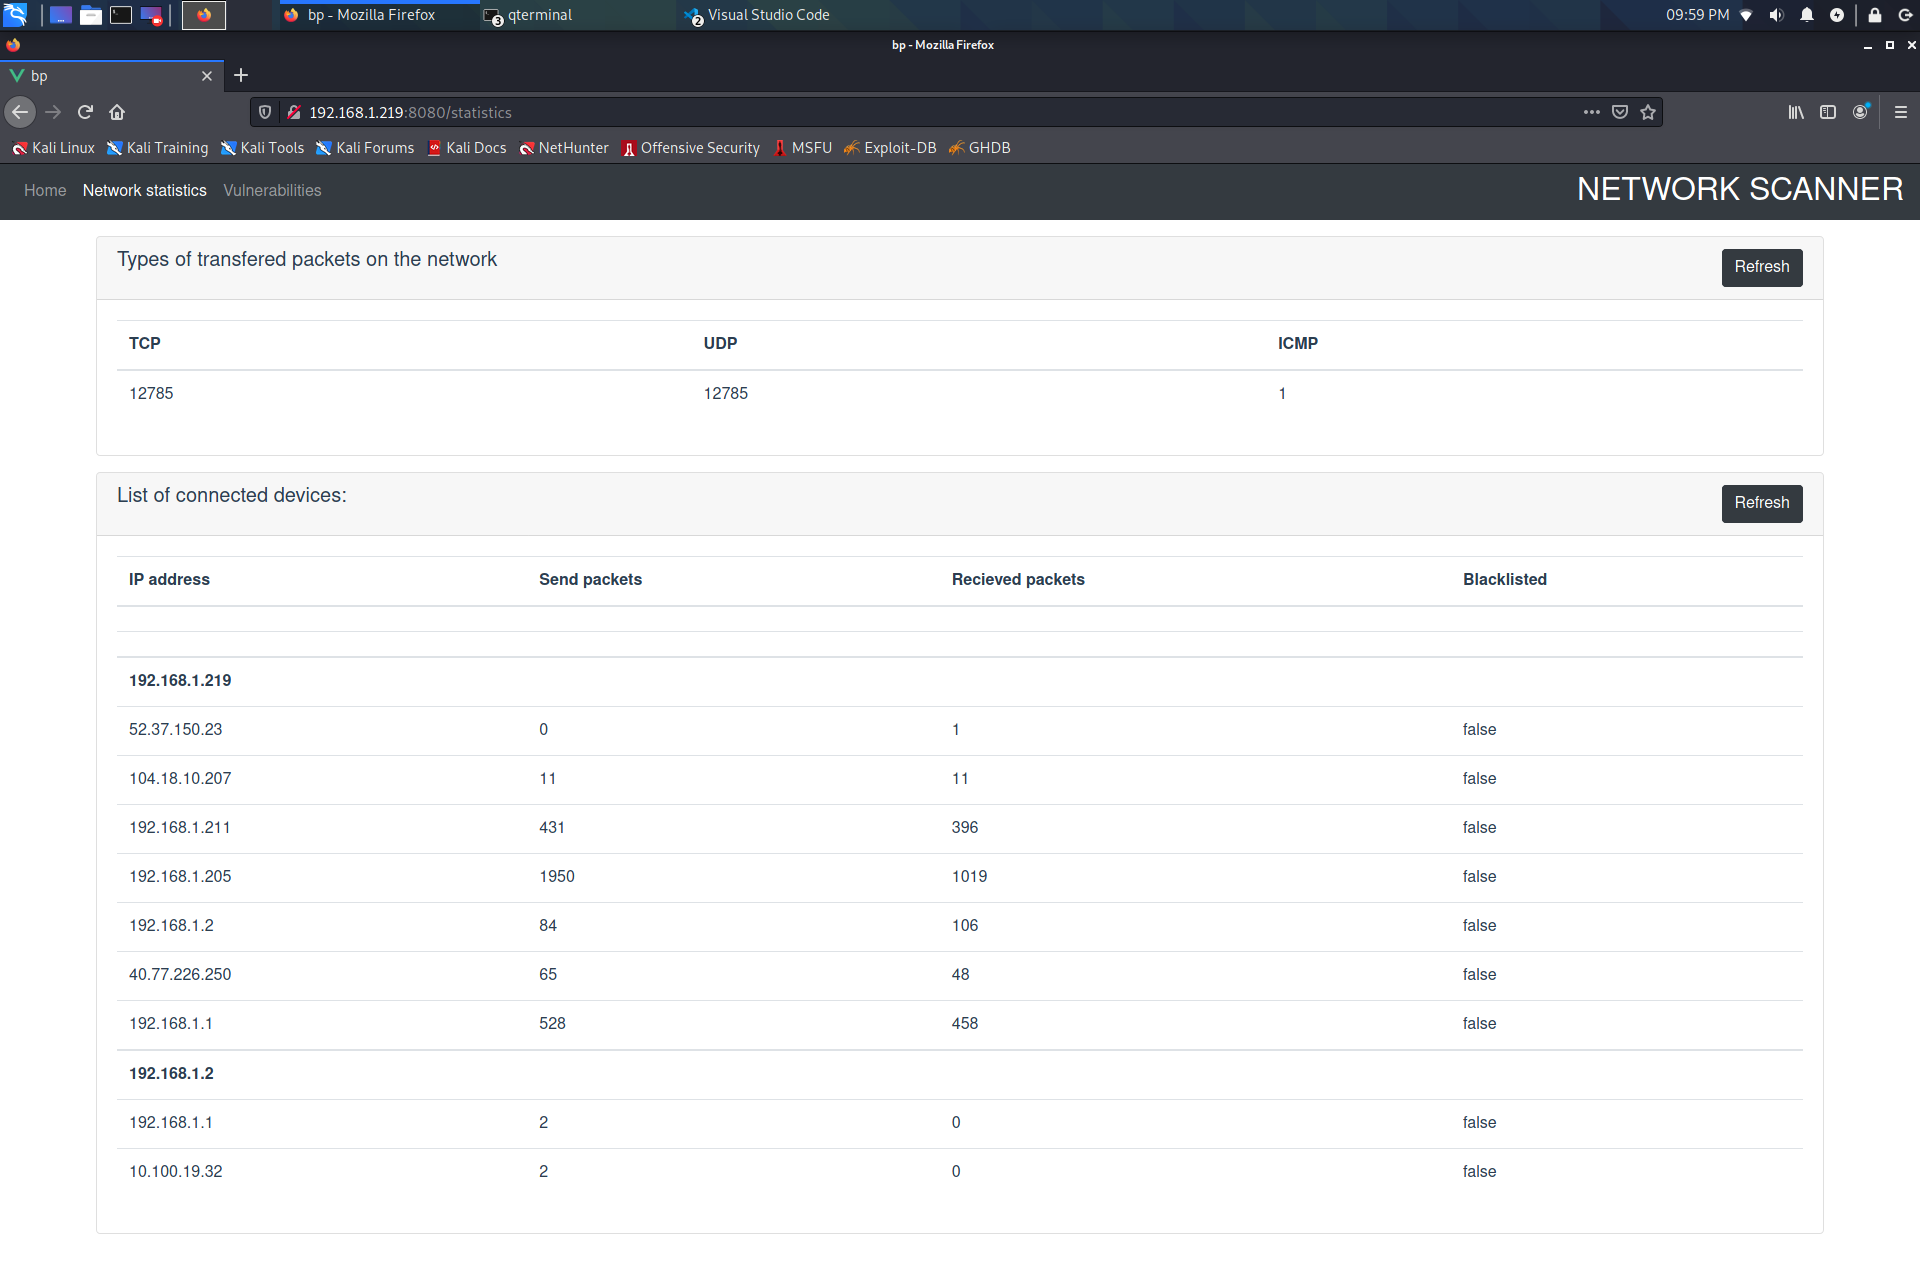 09:59 PM
bp - Mozilla Firefox
3 qterminal
2 Visual Studio Code
bp - Mozilla Firefox
bp
192.168.1.219:8080/statistics
Kali Linux Kali Training Kali Tools Kali Forums Kali Docs NetHunter Offensive Security MSFU Exploit-DB GHDB
Home Network statistics Vulnerabilities NETWORK SCANNER
Types of transfered packets on the network Refresh
TCP UDP ICMP
12785 12785 1
List of connected devices: Refresh
IP address Send packets Recieved packets Blacklisted
192.168.1.219
52.37.150.23 0 1 false
104.18.10.207 11 11 false
192.168.1.211 431 396 false
192.168.1.205 1950 1019 false
192.168.1.2 84 106 false
40.77.226.250 65 48 false
192.168.1.1 528 458 false
192.168.1.2
192.168.1.1 2 0 false
10.100.19.32 2 0 false